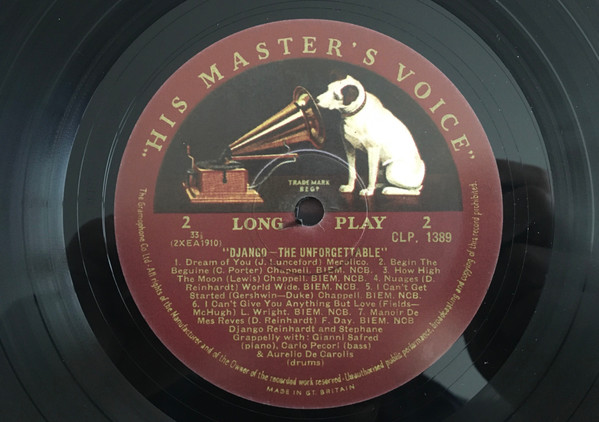 "HIS MASTER'S VOICE"
TRADE MARK
REGD
2 LONG PLAY 2
33⅓
(2XEA1910)
CLP. 1389
"DJANGO—THE UNFORGETTABLE"
1. Dream of You (J. Lunceford) Meridico. 2. Begin The
Beguine (C. Porter) Chappell. BIEM. NCB. 3. How High
The Moon (Lewis) Chappell. BIEM. NCB. 4. Nuages (D.
Reinhardt) World Wide. BIEM. NCB. 5. I Can't Get
Started (Gershwin—Duke) Chappell. BIEM. NCB.
6. I Can't Give You Anything But Love (Fields—
McHugh) L. Wright. BIEM. NCB. 7. Manoir De
Mes Reves (D. Reinhardt) F. Day. BIEM. NCB
Django Reinhardt and Stephane
Grappelly with: Gianni Safred
(piano), Carlo Pecori (bass)
& Aurelio De Carolis
(drums)
The Gramophone Co Ltd · All rights of the Manufacturer and of the Owner of the recorded work reserved · Unauthorised public performance, broadcasting and copying of this record prohibited.
MADE IN GT. BRITAIN